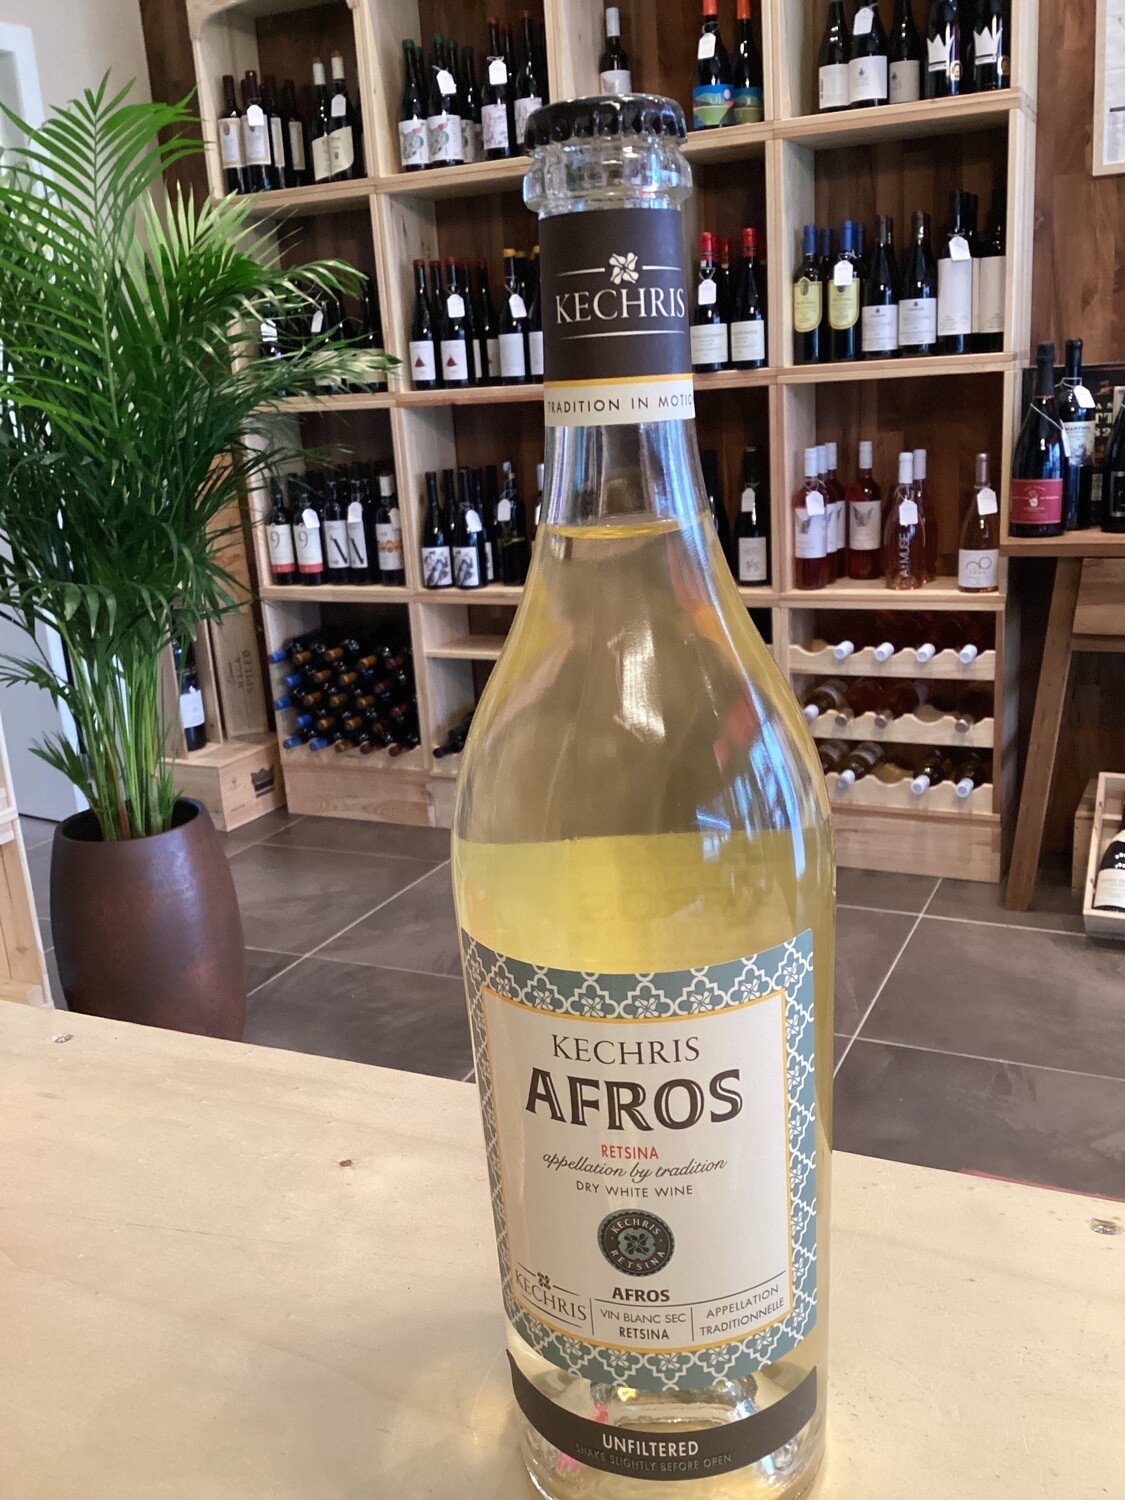 KECHRIS
TRADITION IN MOTIO
KECHRIS
AFROS
RETSINA
appellation by tradition
DRY WHITE WINE
KECHRIS
RETSINA
KECHRIS
AFROS
VIN BLANC SEC
RETSINA
APPELLATION
TRADITIONNELLE
UNFILTERED
SHAKE SLIGHTLY BEFORE OPEN